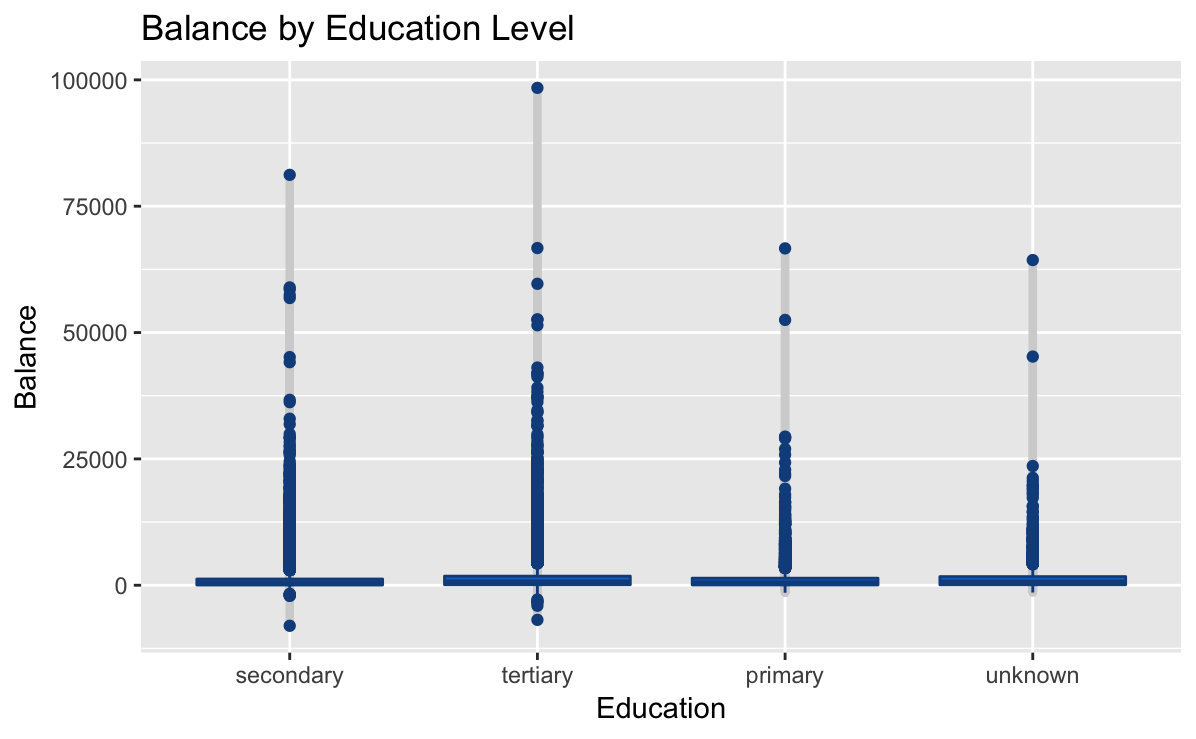 Balance by Education Level
100000
75000
50000
25000
0
Balance
secondary tertiary primary unknown
Education